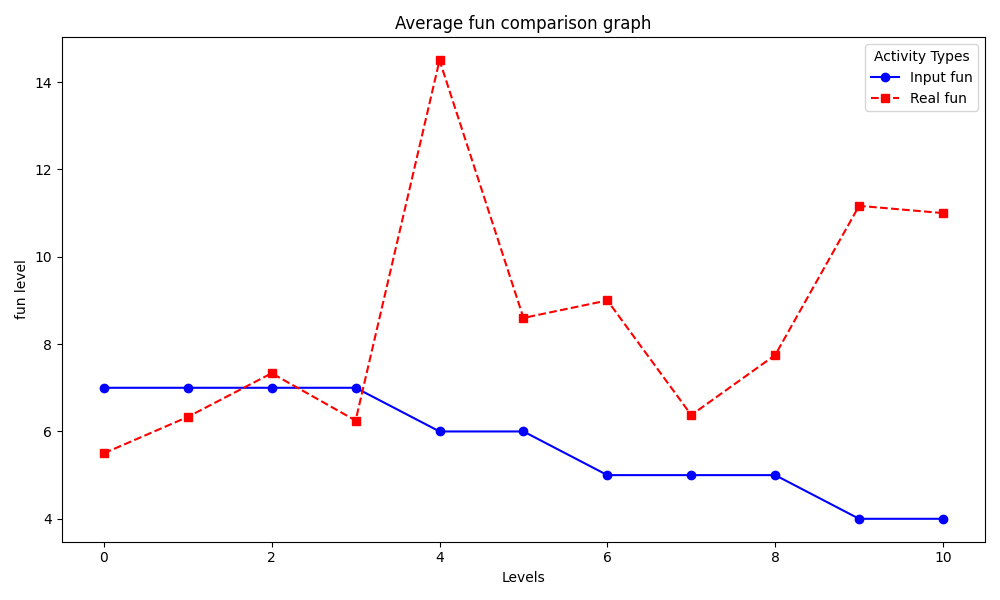 Average fun comparison graph
Activity Types
Input fun
Real fun
fun level
14
12
10
8
6
4
0 2 4 6 8 10
Levels